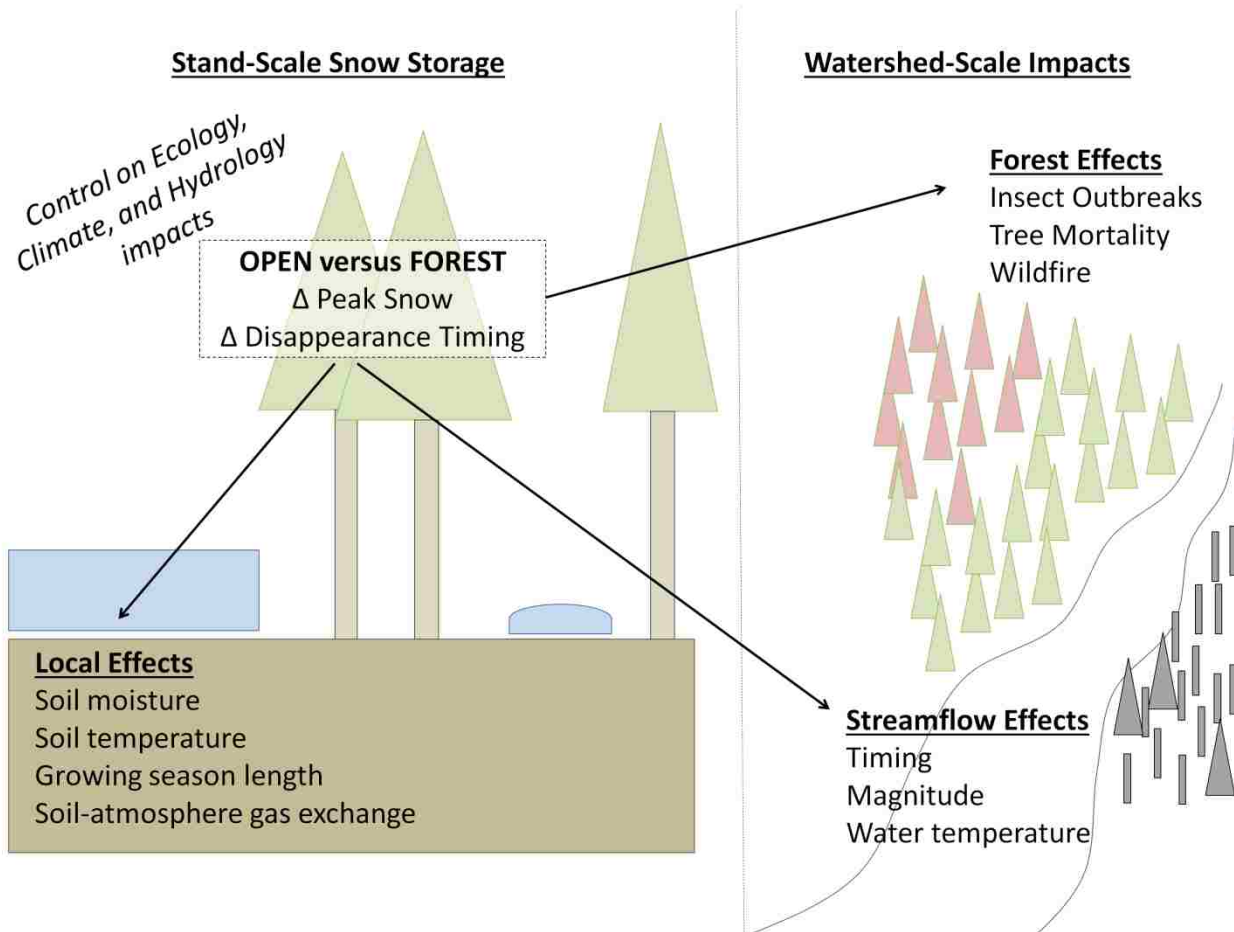 Stand-Scale Snow Storage
Control on Ecology,
Climate, and Hydrology
impacts
OPEN versus FOREST
Δ Peak Snow
Δ Disappearance Timing
Local Effects
Soil moisture
Soil temperature
Growing season length
Soil-atmosphere gas exchange
Watershed-Scale Impacts
Forest Effects
Insect Outbreaks
Tree Mortality
Wildfire
Streamflow Effects
Timing
Magnitude
Water temperature